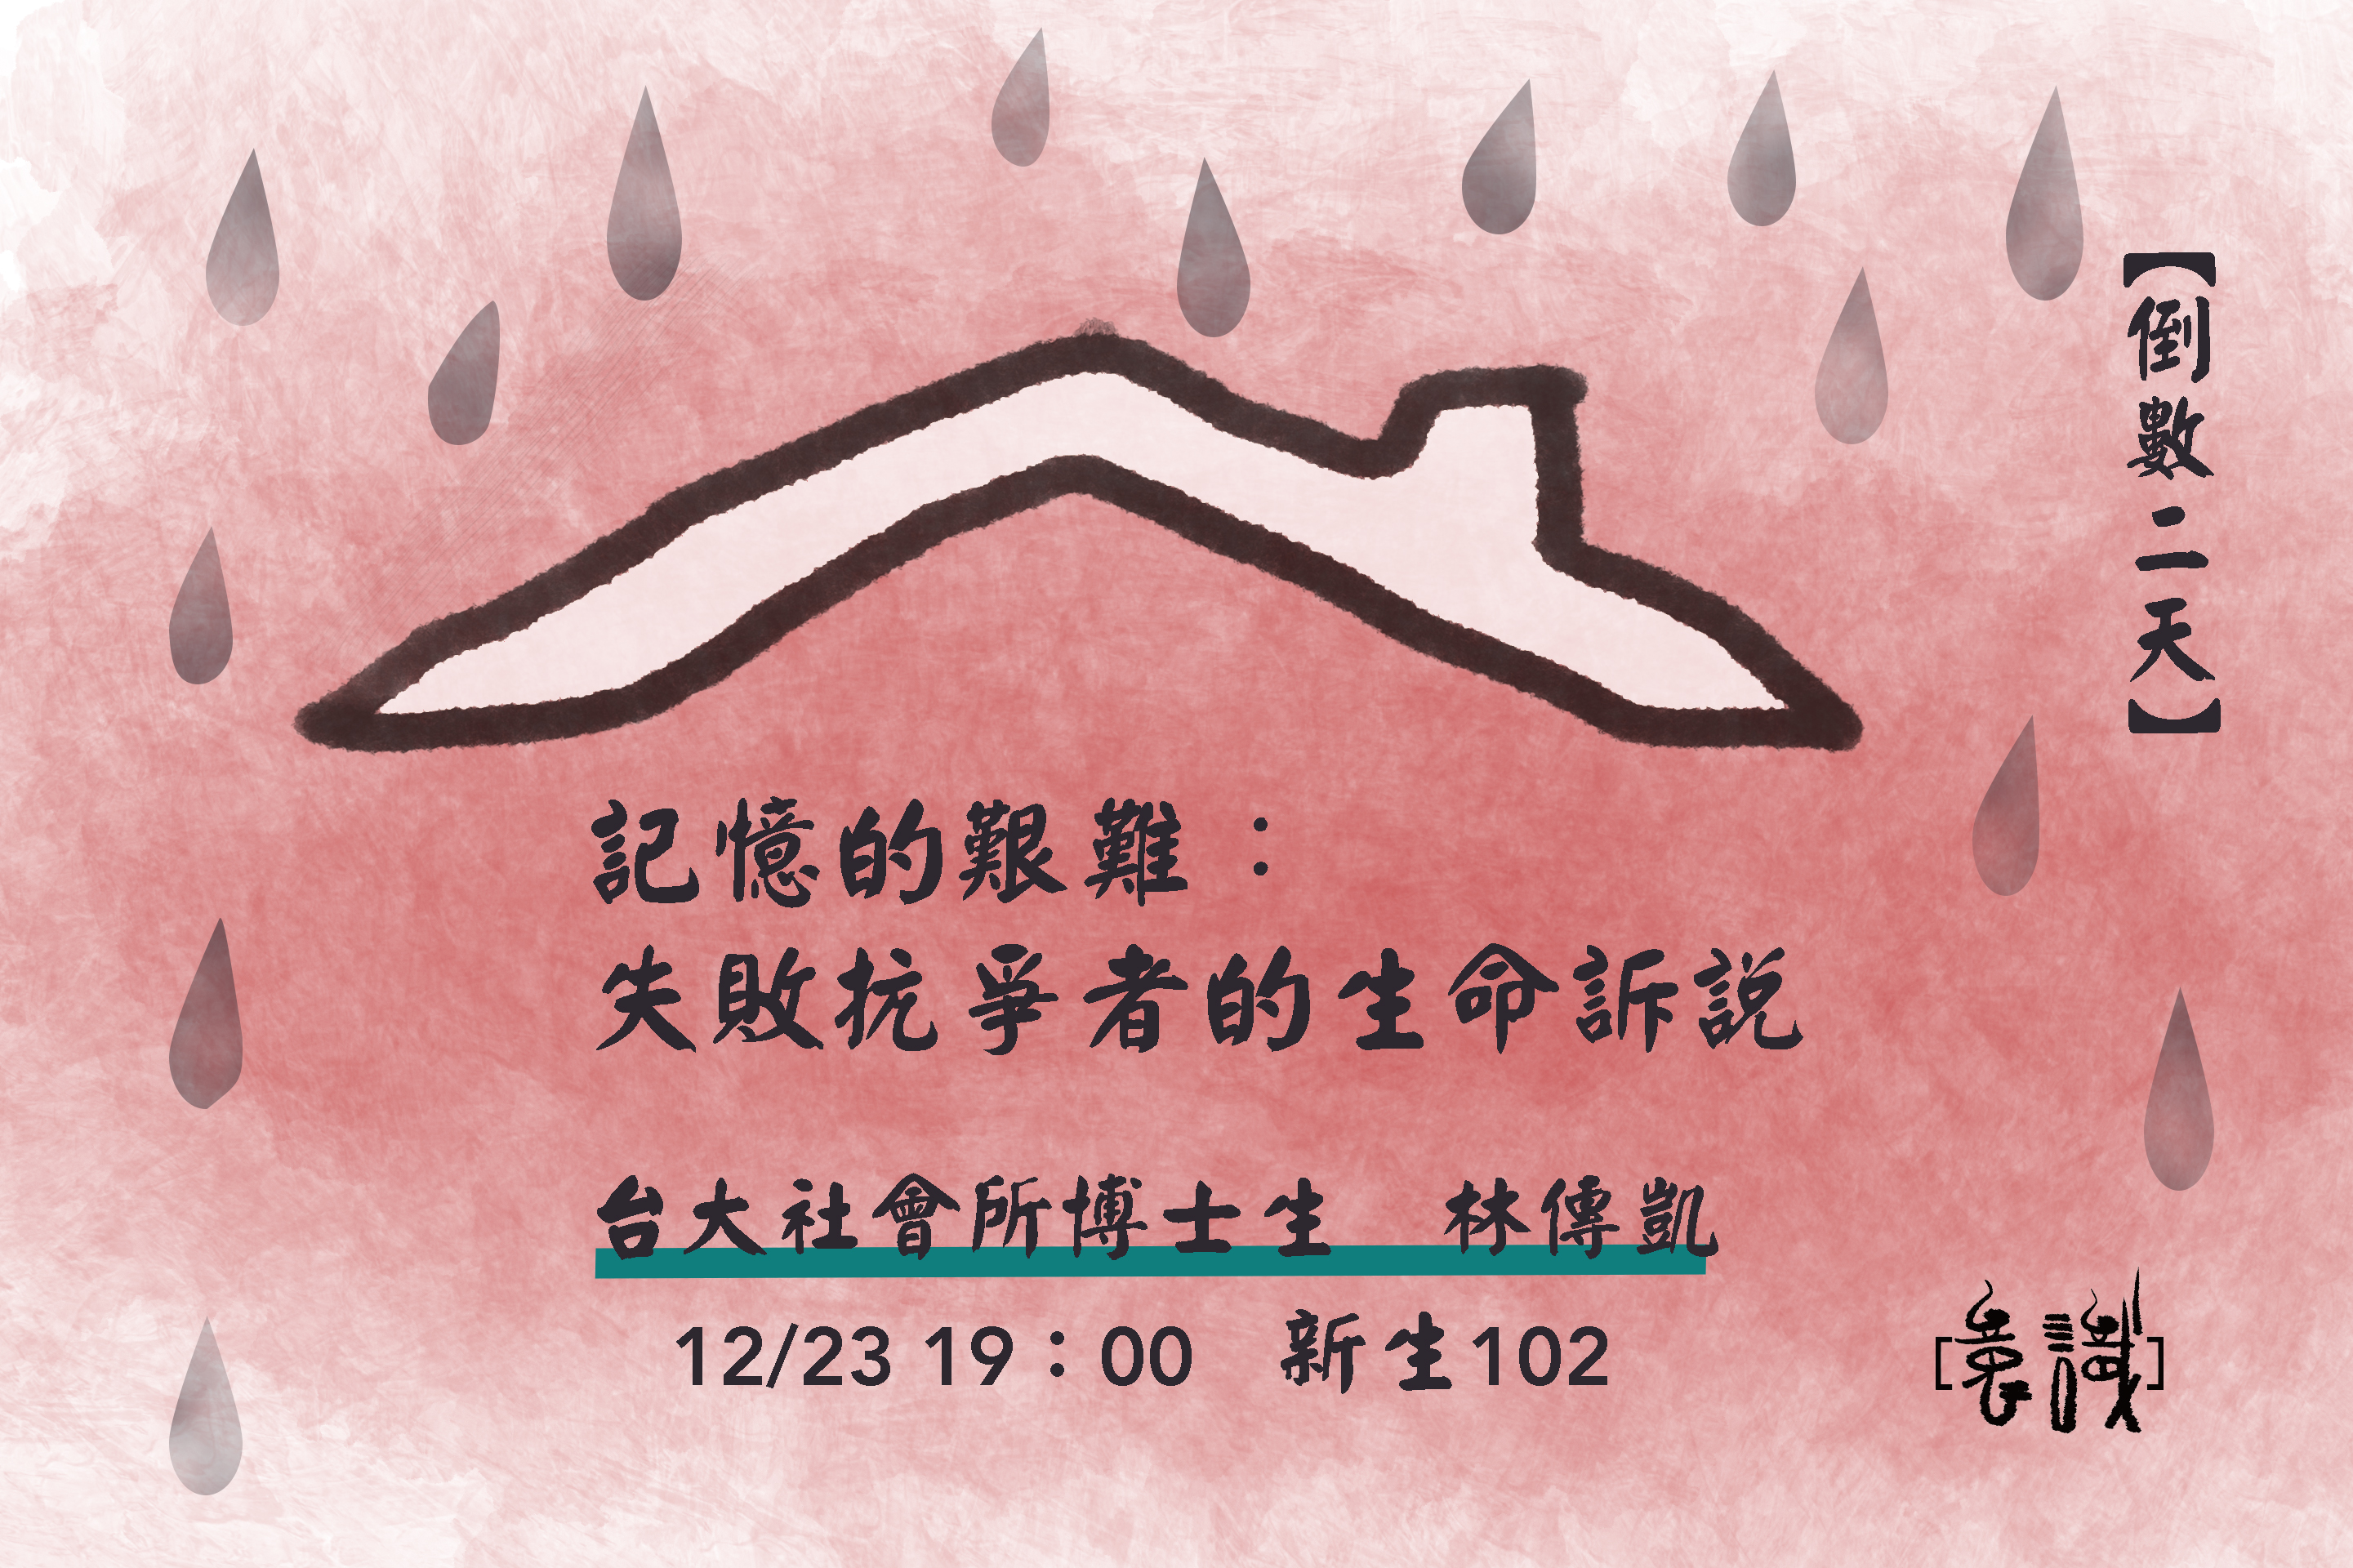 【倒數二天】
記憶的艱難：
失敗抗爭者的生命訴說
台大社會所博士生　林傳凱
12/23 19：00　新生102
[意識]